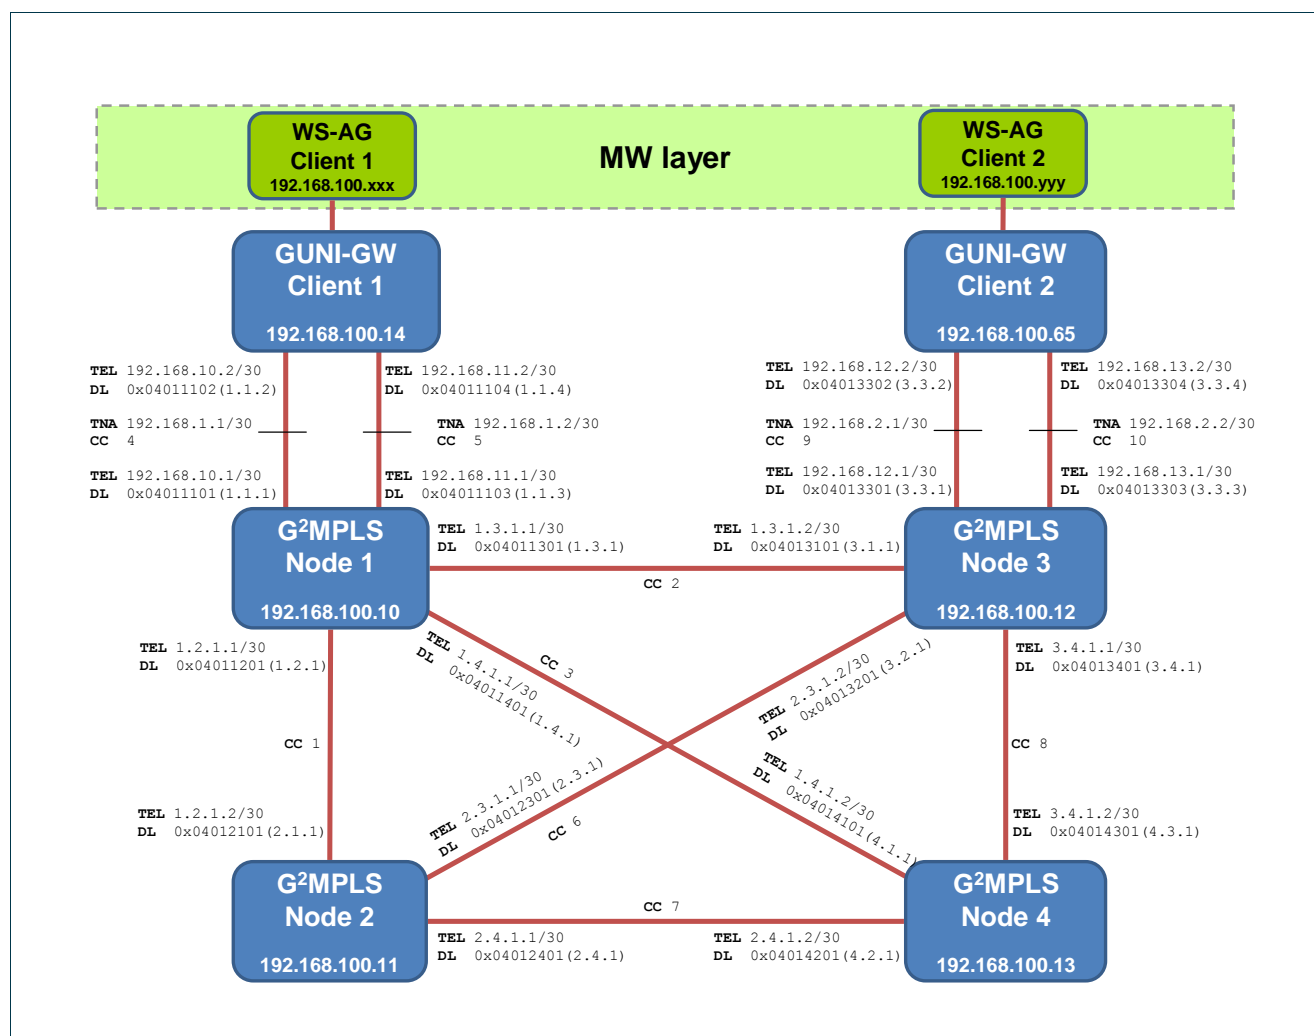 WS-AG
Client 1
192.168.100.xxx
MW layer
WS-AG
Client 2
192.168.100.yyy
GUNI-GW
Client 1
192.168.100.14
GUNI-GW
Client 2
192.168.100.65
TEL 192.168.10.2/30
DL 0x04011102(1.1.2)
TEL 192.168.11.2/30
DL 0x04011104(1.1.4)
TEL 192.168.12.2/30
DL 0x04013302(3.3.2)
TEL 192.168.13.2/30
DL 0x04013304(3.3.4)
TNA 192.168.1.1/30
CC 4
TNA 192.168.1.2/30
CC 5
TNA 192.168.2.1/30
CC 9
TNA 192.168.2.2/30
CC 10
TEL 192.168.10.1/30
DL 0x04011101(1.1.1)
TEL 192.168.11.1/30
DL 0x04011103(1.1.3)
TEL 192.168.12.1/30
DL 0x04013301(3.3.1)
TEL 192.168.13.1/30
DL 0x04013303(3.3.3)
G²MPLS
Node 1
192.168.100.10
TEL 1.3.1.1/30
DL 0x04011301(1.3.1)
CC 2
TEL 1.3.1.2/30
DL 0x04013101(3.1.1)
G²MPLS
Node 3
192.168.100.12
TEL 1.2.1.1/30
DL 0x04011201(1.2.1)
TEL 1.4.1.1/30
DL 0x04011401(1.4.1)
CC 3
TEL 2.3.1.2/30
DL 0x04013201(3.2.1)
TEL 3.4.1.1/30
DL 0x04013401(3.4.1)
CC 1
CC 8
TEL 1.2.1.2/30
DL 0x04012101(2.1.1)
TEL 2.3.1.1/30
DL 0x04012301(2.3.1)
CC 6
TEL 1.4.1.2/30
DL 0x04014101(4.1.1)
TEL 3.4.1.2/30
DL 0x04014301(4.3.1)
G²MPLS
Node 2
192.168.100.11
CC 7
TEL 2.4.1.1/30
DL 0x04012401(2.4.1)
TEL 2.4.1.2/30
DL 0x04014201(4.2.1)
G²MPLS
Node 4
192.168.100.13